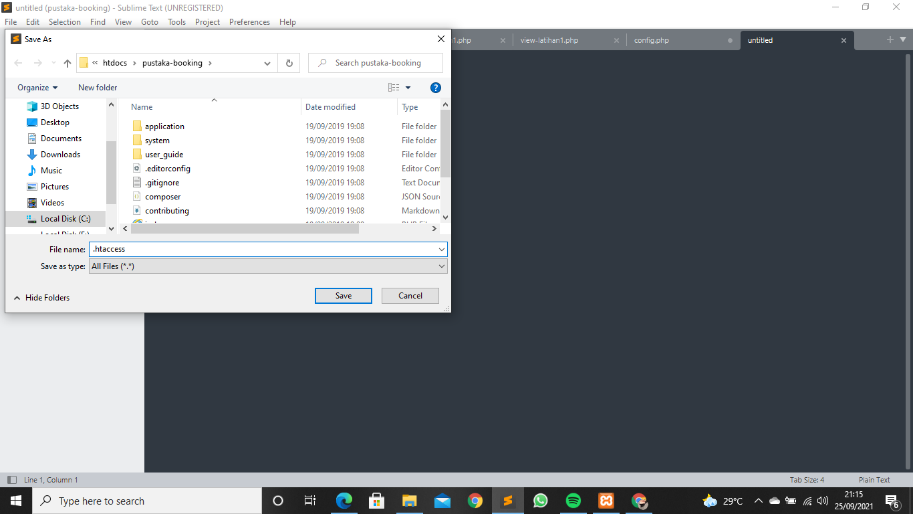 untitled (pustaka-booking) - Sublime Text (UNREGISTERED)
File Edit Selection Find View Goto Tools Project Preferences Help
1.php view-latihan1.php config.php untitled
Save As
« htdocs › pustaka-booking › Search pustaka-booking
Organize New folder
3D Objects
Desktop
Documents
Downloads
Music
Pictures
Videos
Local Disk (C:)
Name Date modified Type
application 19/09/2019 19:08 File folder
system 19/09/2019 19:08 File folder
user_guide 19/09/2019 19:08 File folder
.editorconfig 19/09/2019 19:08 Editor Con
.gitignore 19/09/2019 19:08 Text Docum
composer 19/09/2019 19:08 JSON Sourc
contributing 19/09/2019 19:08 Markdown
File name: .htaccess
Save as type: All Files (*.*)
Hide Folders Save Cancel
Line 1, Column 1 Tab Size: 4 Plain Text
Type here to search 29°C 21:15
25/09/2021 6